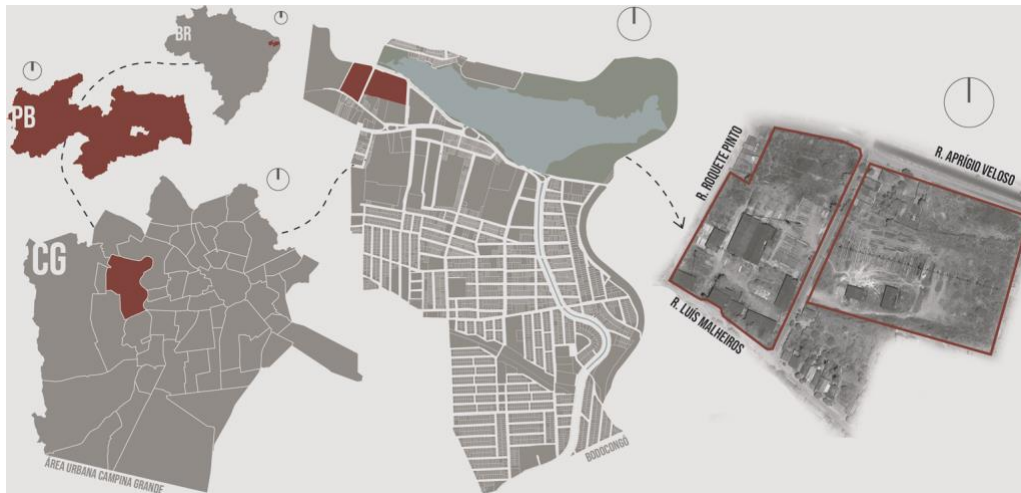 BR
PB
CG
ÁREA URBANA CAMPINA GRANDE
BODOCONGÓ
R. ROQUETE PINTO
R. APRÍGIO VELOSO
R. LUÍS MALHEIROS